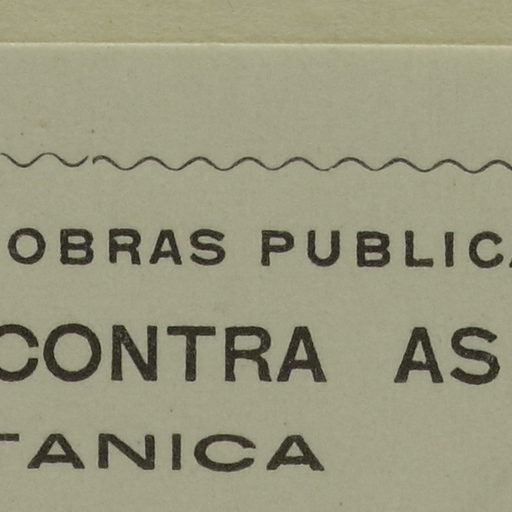 OBRAS PUBLICA
CONTRA AS
TANICA